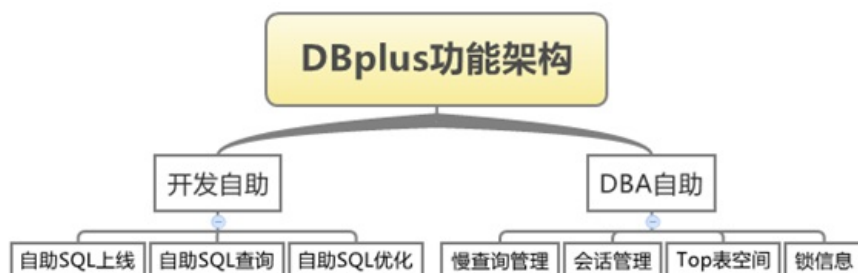 DBplus功能架构
开发自助
DBA自助
自助SQL上线
自助SQL查询
自助SQL优化
慢查询管理
会话管理
Top表空间
锁信息